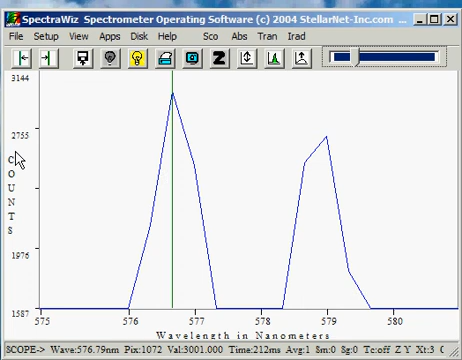 SpectraWiz Spectrometer Operating Software (c) 2004 StellarNet-Inc.com ...
File Setup View Apps Disk Help Sco Abs Tran Irad
Z
3144
2755
COUNTS
1976
1587
575 576 577 578 579 580
Wavelength in Nanometers
SCOPE-> Wave:576.79nm Pix:1072 Val:3001.000 Time:212ms Avg:1 Sm:0 Sg:0 Tc:off Z Y Xt:3